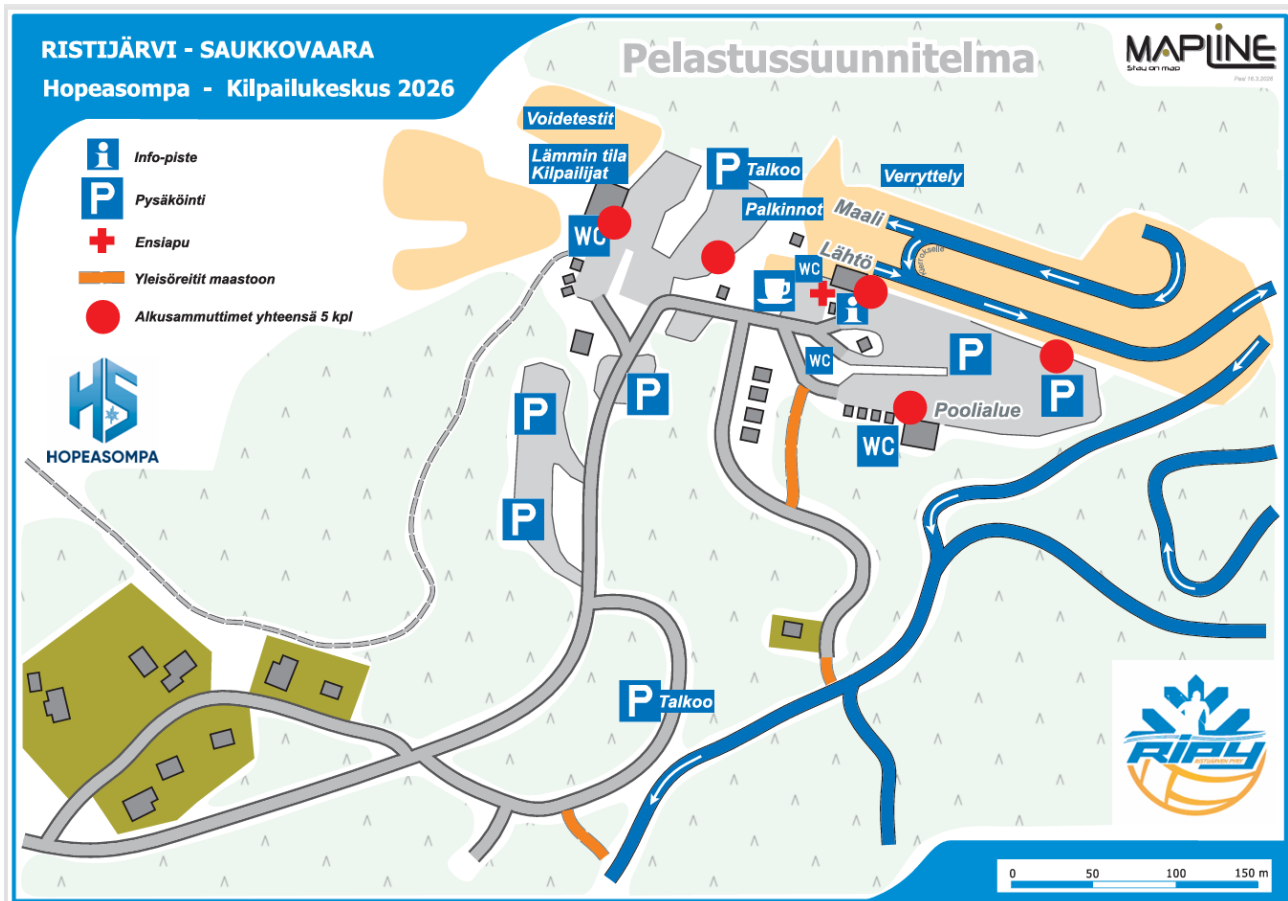 RISTIJÄRVI - SAUKKOVAARA
Hopeasompa - Kilpailukeskus 2026
Pelastussuunnitelma
MAPLINE
Stay on map
i
Info-piste
P
Pysäköinti
Ensiapu
Yleisöreitit maastoon
Alkusammuttimet yhteensä 5 kpl
HS
HOPEASOMPA
Voidetestit
Lämmin tila
Kilpailijat
WC
P Talkoo
Palkinnot
Verryttely
Maali
Lähtö
WC
i
WC
P
P
Poolialue
WC
P
P
P
P Talkoo
RiPy
0 50 100 150 m